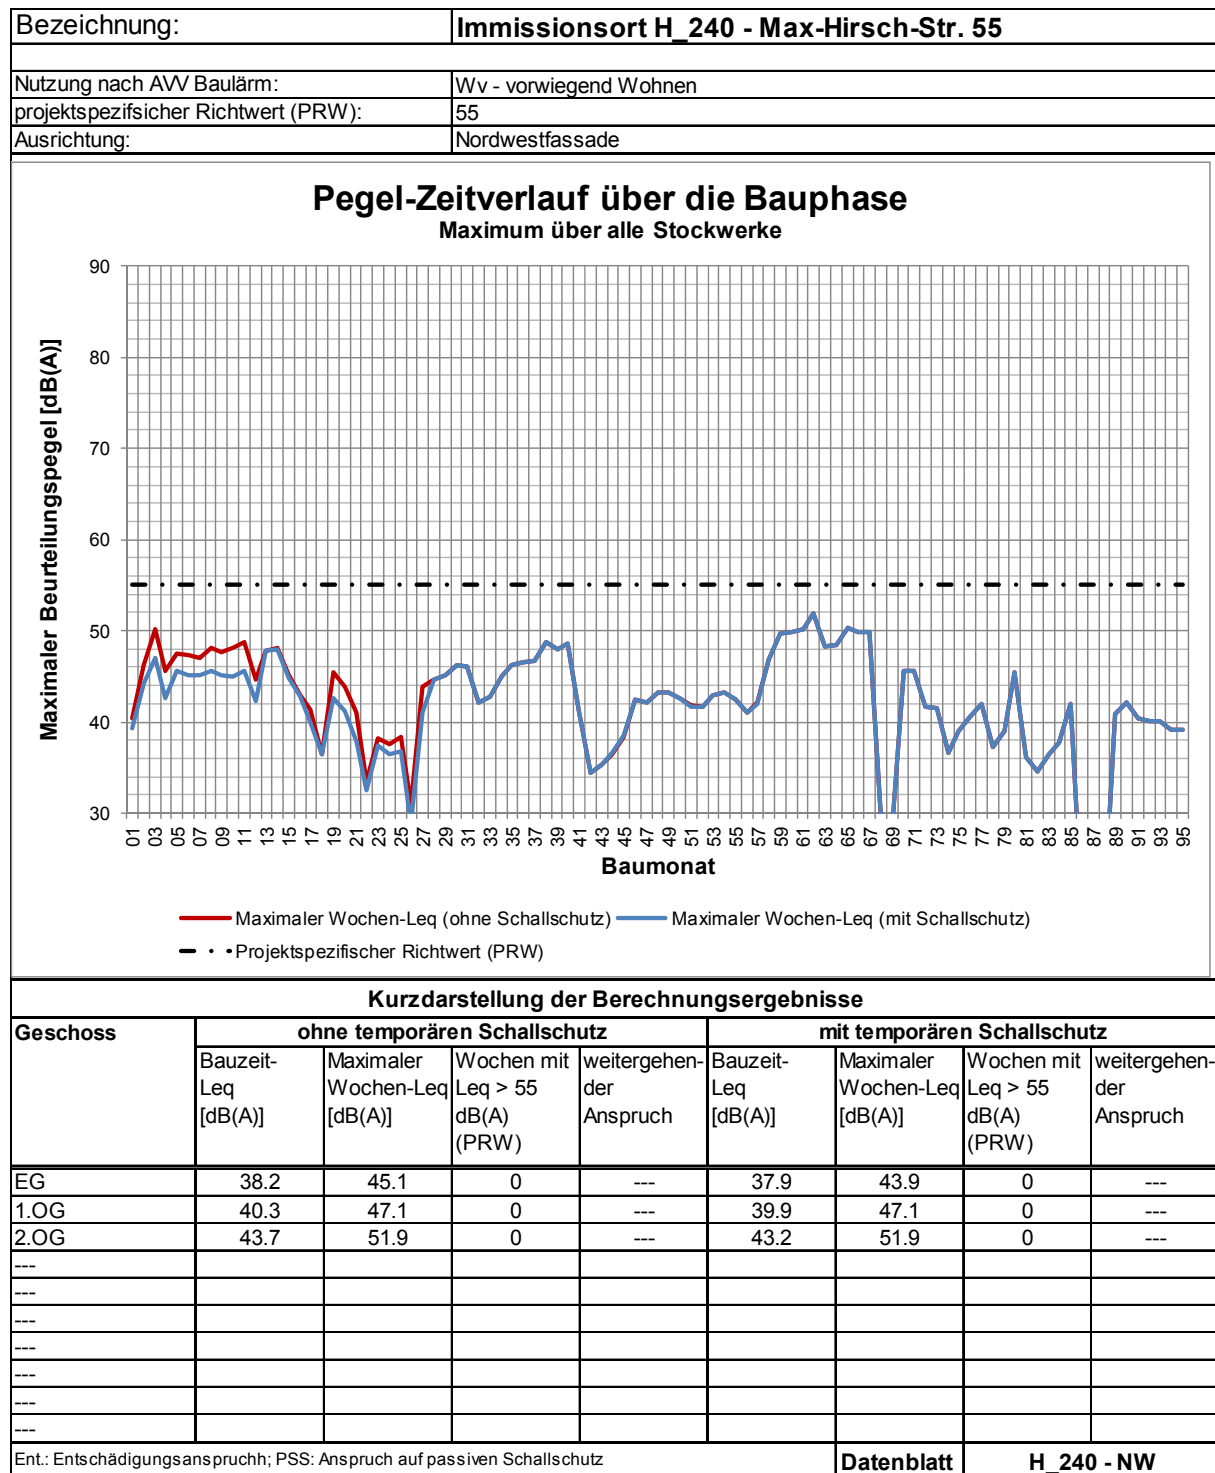 Bezeichnung: Immissionsort H_240 - Max-Hirsch-Str. 55
Nutzung nach AVV Baulärm: Wv - vorwiegend Wohnen
projektspezifsicher Richtwert (PRW): 55
Ausrichtung: Nordwestfassade
Pegel-Zeitverlauf über die Bauphase
Maximum über alle Stockwerke
Maximaler Beurteilungspegel [dB(A)]
90
80
70
60
50
40
30
01 03 05 07 09 11 13 15 17 19 21 23 25 27 29 31 33 35 37 39 41 43 45 47 49 51 53 55 57 59 61 63 65 67 69 71 73 75 77 79 81 83 85 87 89 91 93 95
Baumonat
Maximaler Wochen-Leq (ohne Schallschutz) Maximaler Wochen-Leq (mit Schallschutz)
Projektspezifischer Richtwert (PRW)
Kurzdarstellung der Berechnungsergebnisse
Geschoss ohne temporären Schallschutz mit temporären Schallschutz
Bauzeit- Maximaler Wochen mit weitergehen- Bauzeit- Maximaler Wochen mit weitergehen-
Leq Wochen-Leq Leq > 55 der Leq Wochen-Leq Leq > 55 der
[dB(A)] [dB(A)] dB(A) Anspruch [dB(A)] [dB(A)] dB(A) Anspruch
(PRW) (PRW)
EG 38.2 45.1 0 --- 37.9 43.9 0 ---
1.OG 40.3 47.1 0 --- 39.9 47.1 0 ---
2.OG 43.7 51.9 0 --- 43.2 51.9 0 ---
---
---
---
---
---
---
---
Ent.: Entschädigungsanspruchh; PSS: Anspruch auf passiven Schallschutz Datenblatt H_240 - NW